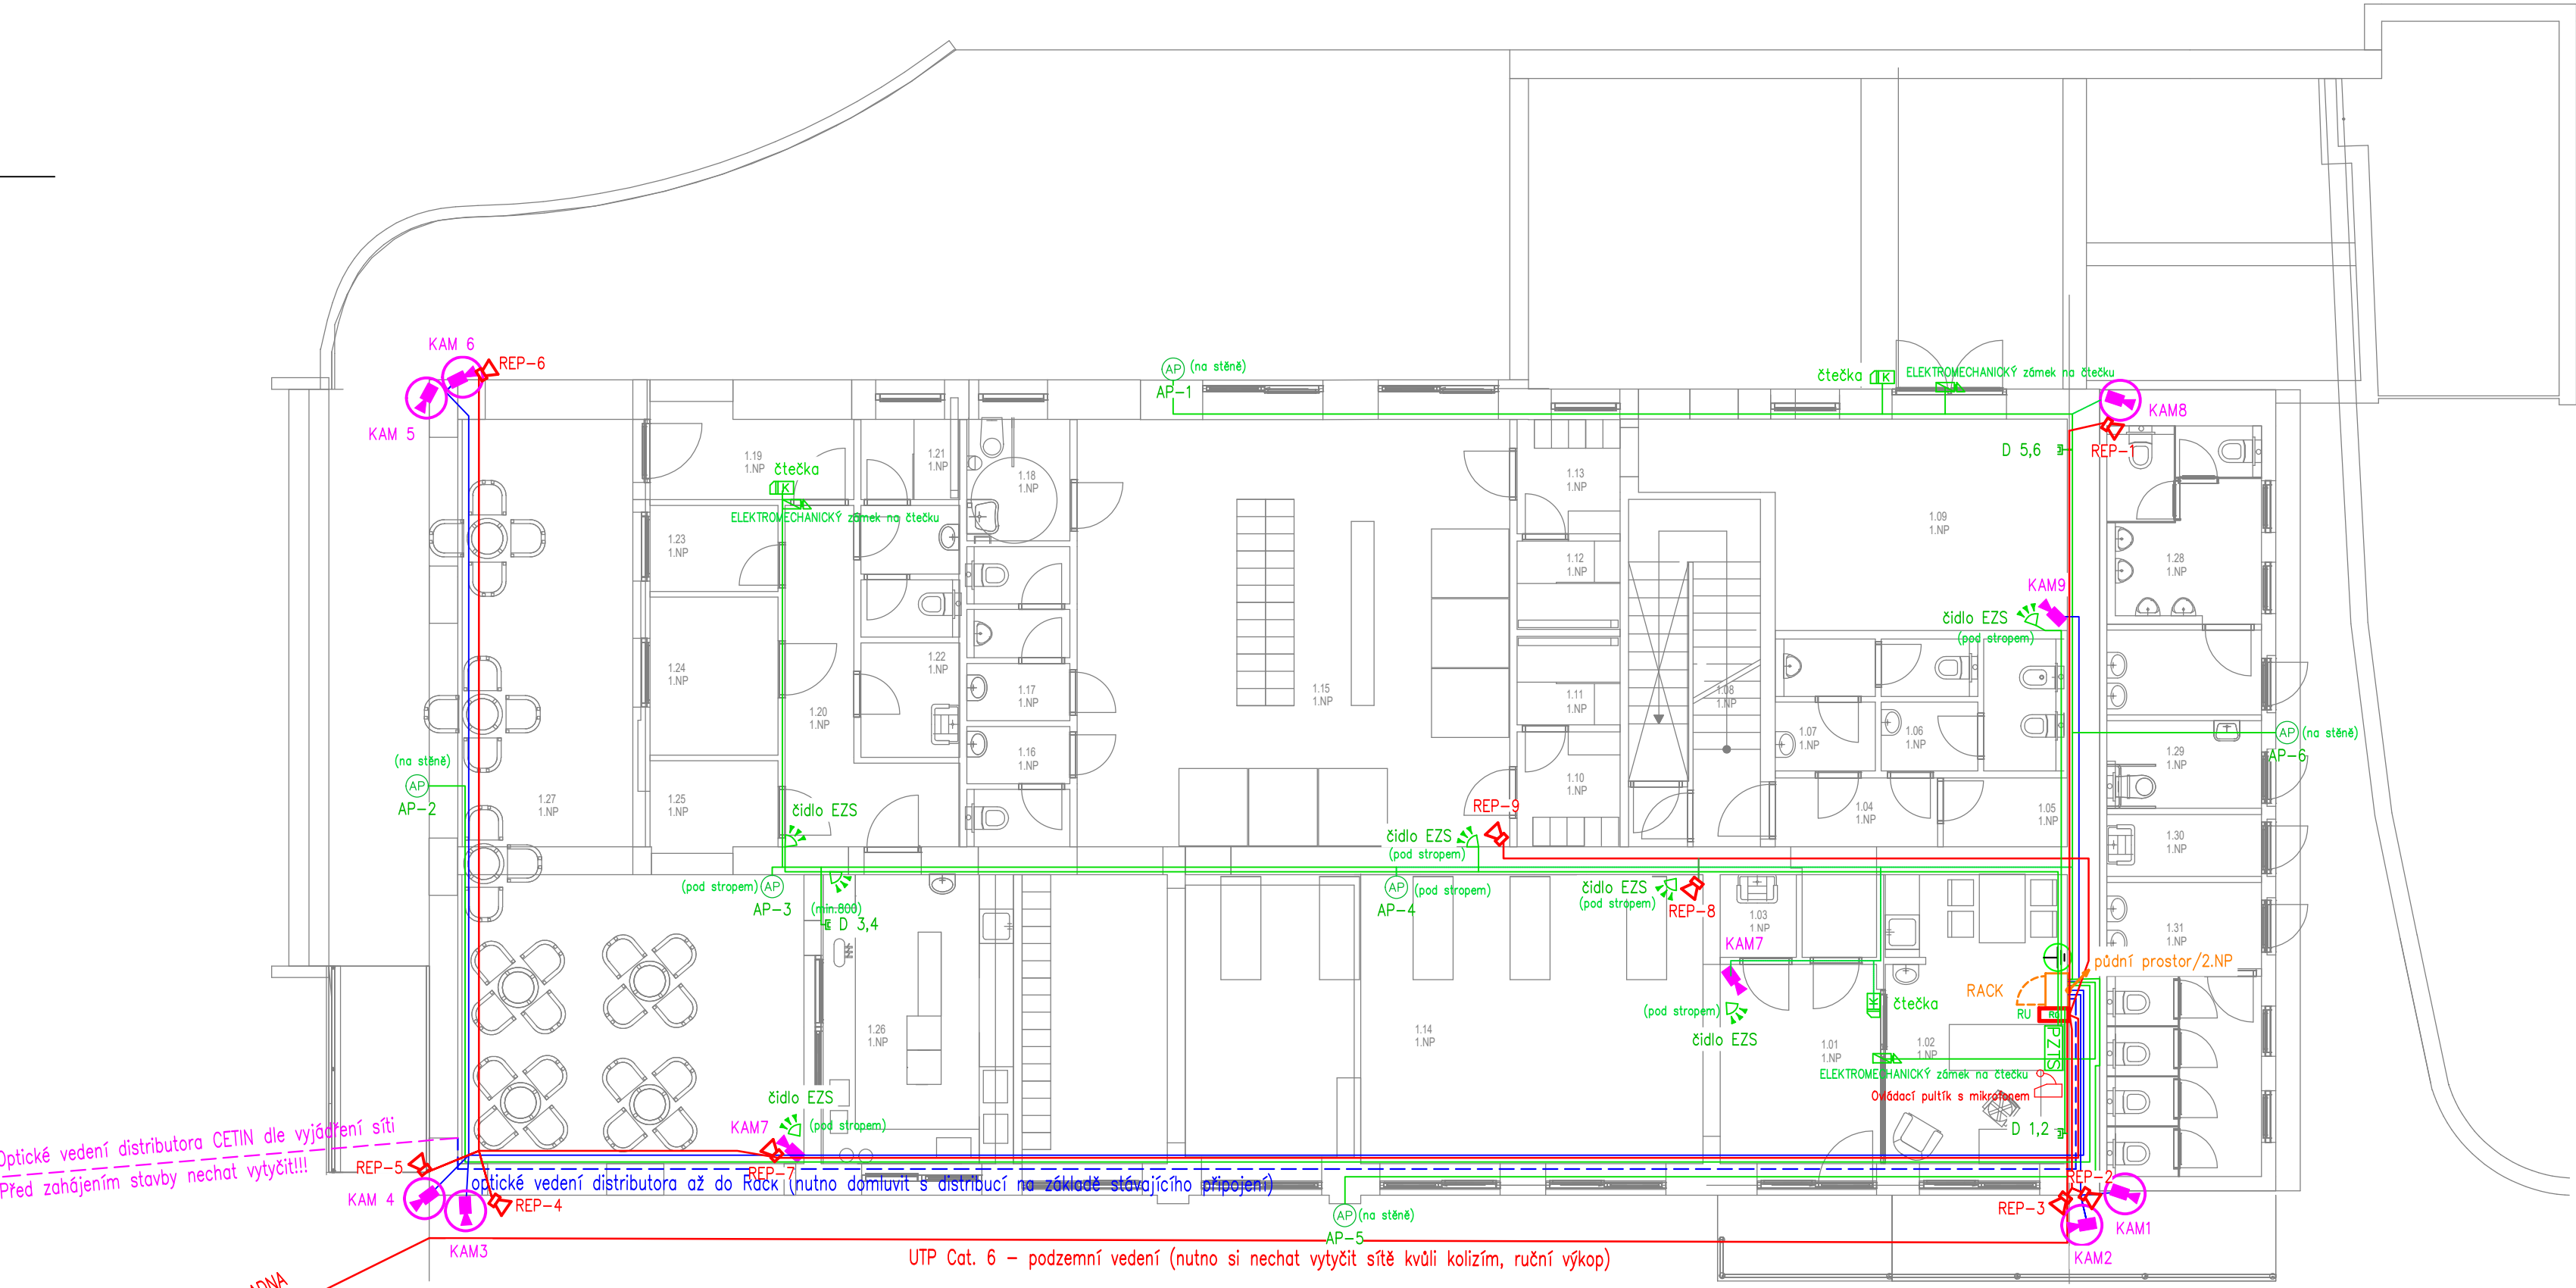 KAM 6
REP-6
KAM 5
AP (na stěně)
AP-1
čtečka K
ELEKTROMECHANICKÝ zámek na čtečku
KAM8
REP-1
D 5,6
1.19
1.NP
čtečka
K
ELEKTROMECHANICKÝ zámek na čtečku
1.21
1.NP
1.18
1.NP
1.13
1.NP
1.09
1.NP
1.23
1.NP
1.12
1.NP
1.28
1.NP
KAM9
čidlo EZS
(pod stropem)
1.24
1.NP
1.22
1.NP
1.20
1.NP
1.17
1.NP
1.15
1.NP
1.11
1.NP
1.08
1.NP
1.07
1.NP
1.06
1.NP
1.16
1.NP
1.10
1.NP
1.29
1.NP
AP (na stěně)
AP-6
(na stěně)
AP
AP-2
1.27
1.NP
1.25
1.NP
čidlo EZS
REP-9
čidlo EZS
(pod stropem)
1.04
1.NP
1.05
1.NP
1.30
1.NP
(pod stropem) AP
AP-3
(min.800)
D 3,4
AP (pod stropem)
AP-4
čidlo EZS
(pod stropem)
REP-8
1.03
1.NP
1.31
1.NP
KAM7
půdní prostor/2.NP
RACK
RU
RU
PZTS
(pod stropem)
čidlo EZS
K
čtečka
1.26
1.NP
1.14
1.NP
1.01
1.NP
1.02
1.NP
ELEKTROMECHANICKÝ zámek na čtečku
Ovládací pultík s mikrofonem
D 1,2
čidlo EZS
(pod stropem)
KAM7
REP-7
Optické vedení distributora CETIN dle vyjádření síti
Před zahájením stavby nechat vytyčit!!!
REP-5
KAM 4
REP-4
KAM3
optické vedení distributora až do Rack (nutno domluvit s distribucí na základě stávajícího připojení)
AP (na stěně)
AP-5
REP-2
REP-3
KAM1
KAM2
UTP Cat. 6 – podzemní vedení (nutno si nechat vytyčit sítě kvůli kolizím, ruční výkop)